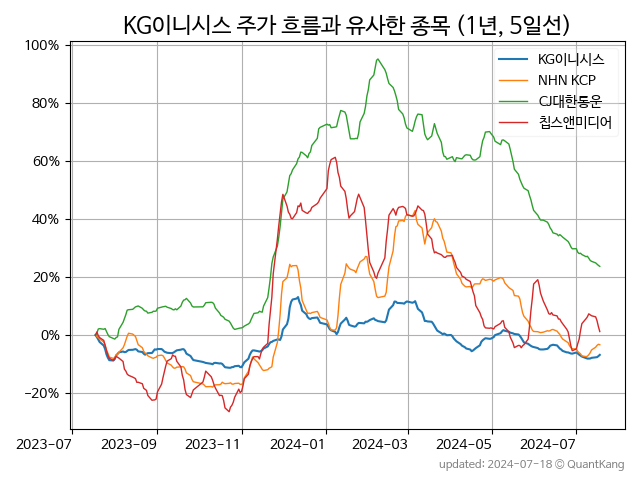 KG이니시스 주가 흐름과 유사한 종목 (1년, 5일선)
100%
80%
60%
40%
20%
0%
−20%
KG이니시스
NHN KCP
CJ대한통운
칩스앤미디어
2023-07 2023-09 2023-11 2024-01 2024-03 2024-05 2024-07
updated: 2024-07-18 © QuantKang